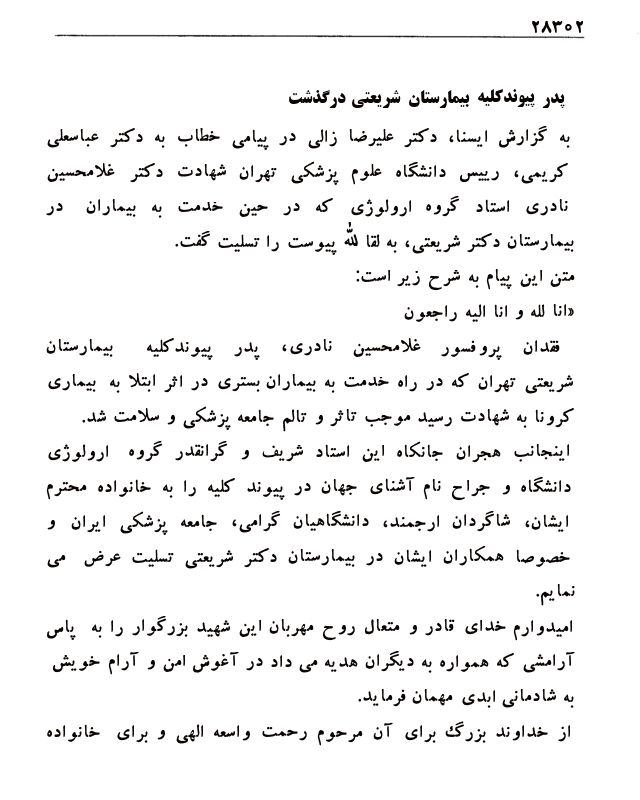 ۲۸۳۰۲
پدر پیوندکلیه بیمارستان شریعتی درگذشت
به گزارش ایسنا، دکتر علیرضا زالی در پیامی خطاب به دکتر عباسعلی
کریمی، رییس دانشگاه علوم پزشکی تهران شهادت دکتر غلامحسین
نادری استاد گروه ارولوژی که در حین خدمت به بیماران در
بیمارستان دکتر شریعتی، به لقا لله پیوست را تسلیت گفت.
متن این پیام به شرح زیر است:
«انا لله و انا الیه راجعون
فقدان پروفسور غلامحسین نادری، پدر پیوندکلیه بیمارستان
شریعتی تهران که در راه خدمت به بیماران بستری در اثر ابتلا به بیماری
کرونا به شهادت رسید موجب تاثر و تالم جامعه پزشکی و سلامت شد.
اینجانب هجران جانکاه این استاد شریف و گرانقدر گروه ارولوژی
دانشگاه و جراح نام آشنای جهان در پیوند کلیه را به خانواده محترم
ایشان، شاگردان ارجمند، دانشگاهیان گرامی، جامعه پزشکی ایران و
خصوصا همکاران ایشان در بیمارستان دکتر شریعتی تسلیت عرض می
نمایم.
امیدوارم خدای قادر و متعال روح مهربان این شهید بزرگوار را به پاس
آرامشی که همواره به دیگران هدیه می داد در آغوش امن و آرام خویش
به شادمانی ابدی مهمان فرماید.
از خداوند بزرگ برای آن مرحوم رحمت واسعه الهی و برای خانواده